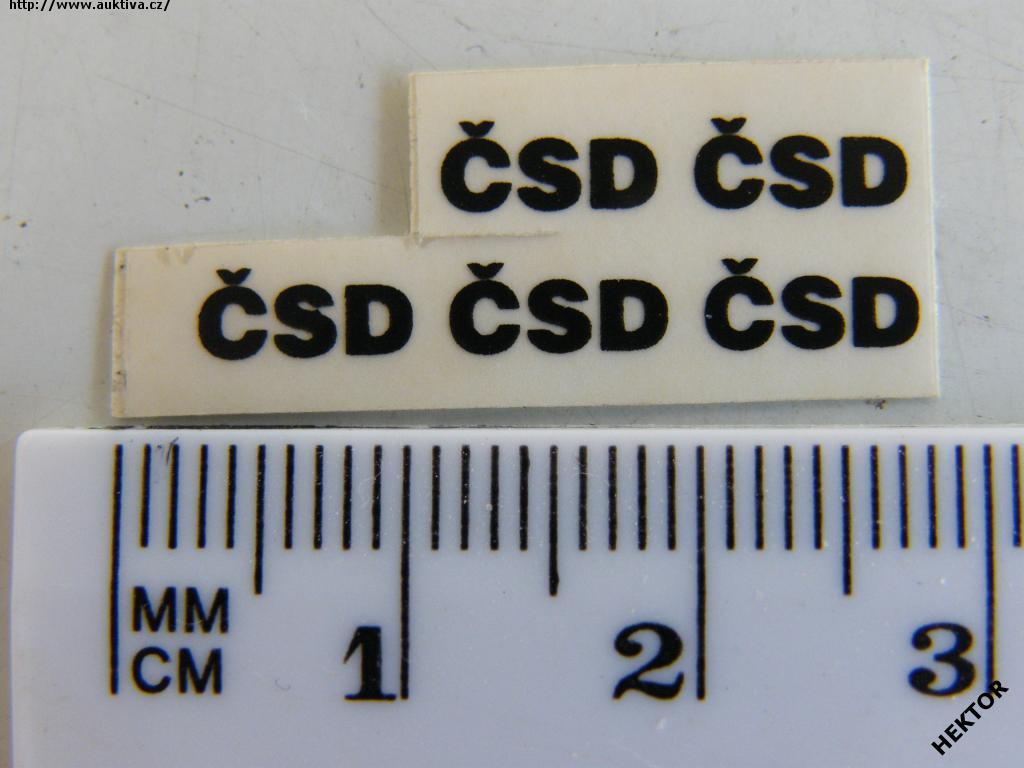 http://www.auktiva.cz/
ČSD ČSD
ČSD ČSD ČSD
MM
CM
1 2 3
HEKTOR